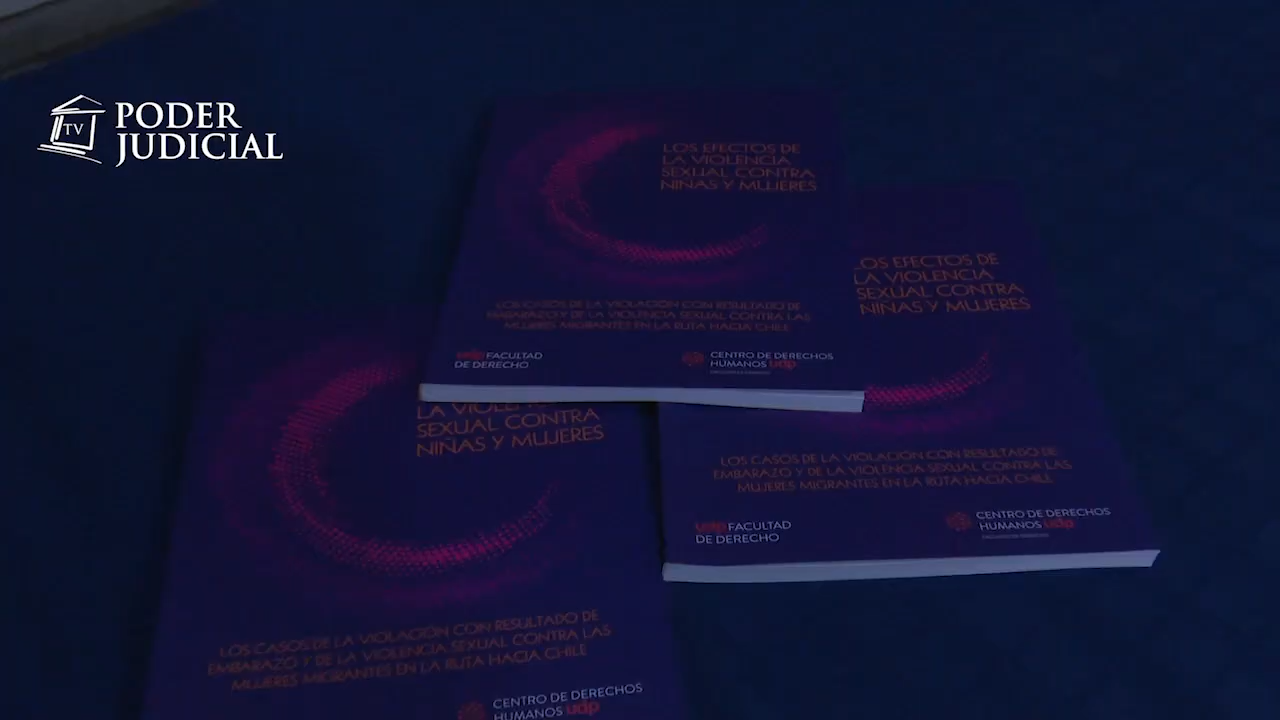 TV
PODER
JUDICIAL
LOS EFECTOS DE
LA VIOLENCIA
SEXUAL CONTRA
NIÑAS Y MUJERES
LOS CASOS DE LA VIOLACIÓN CON RESULTADO DE
EMBARAZO Y DE LA VIOLENCIA SEXUAL CONTRA LAS
MUJERES MIGRANTES EN LA RUTA HACIA CHILE
udp FACULTAD
DE DERECHO
CENTRO DE DERECHOS
HUMANOS udp
LOS EFECTOS DE
LA VIOLENCIA
SEXUAL CONTRA
NIÑAS Y MUJERES
LOS CASOS DE LA VIOLACIÓN CON RESULTADO DE
EMBARAZO Y DE LA VIOLENCIA SEXUAL CONTRA LAS
MUJERES MIGRANTES EN LA RUTA HACIA CHILE
udp FACULTAD
DE DERECHO
CENTRO DE DERECHOS
HUMANOS udp
LA VIOLENC
SEXUAL CONTRA
NIÑAS Y MUJERES
LOS CASOS DE LA VIOLACIÓN CON RESULTADO DE
EMBARAZO Y DE LA VIOLENCIA SEXUAL CONTRA LAS
MUJERES MIGRANTES EN LA RUTA HACIA CHILE
CENTRO DE DERECHOS
HUMANOS udp